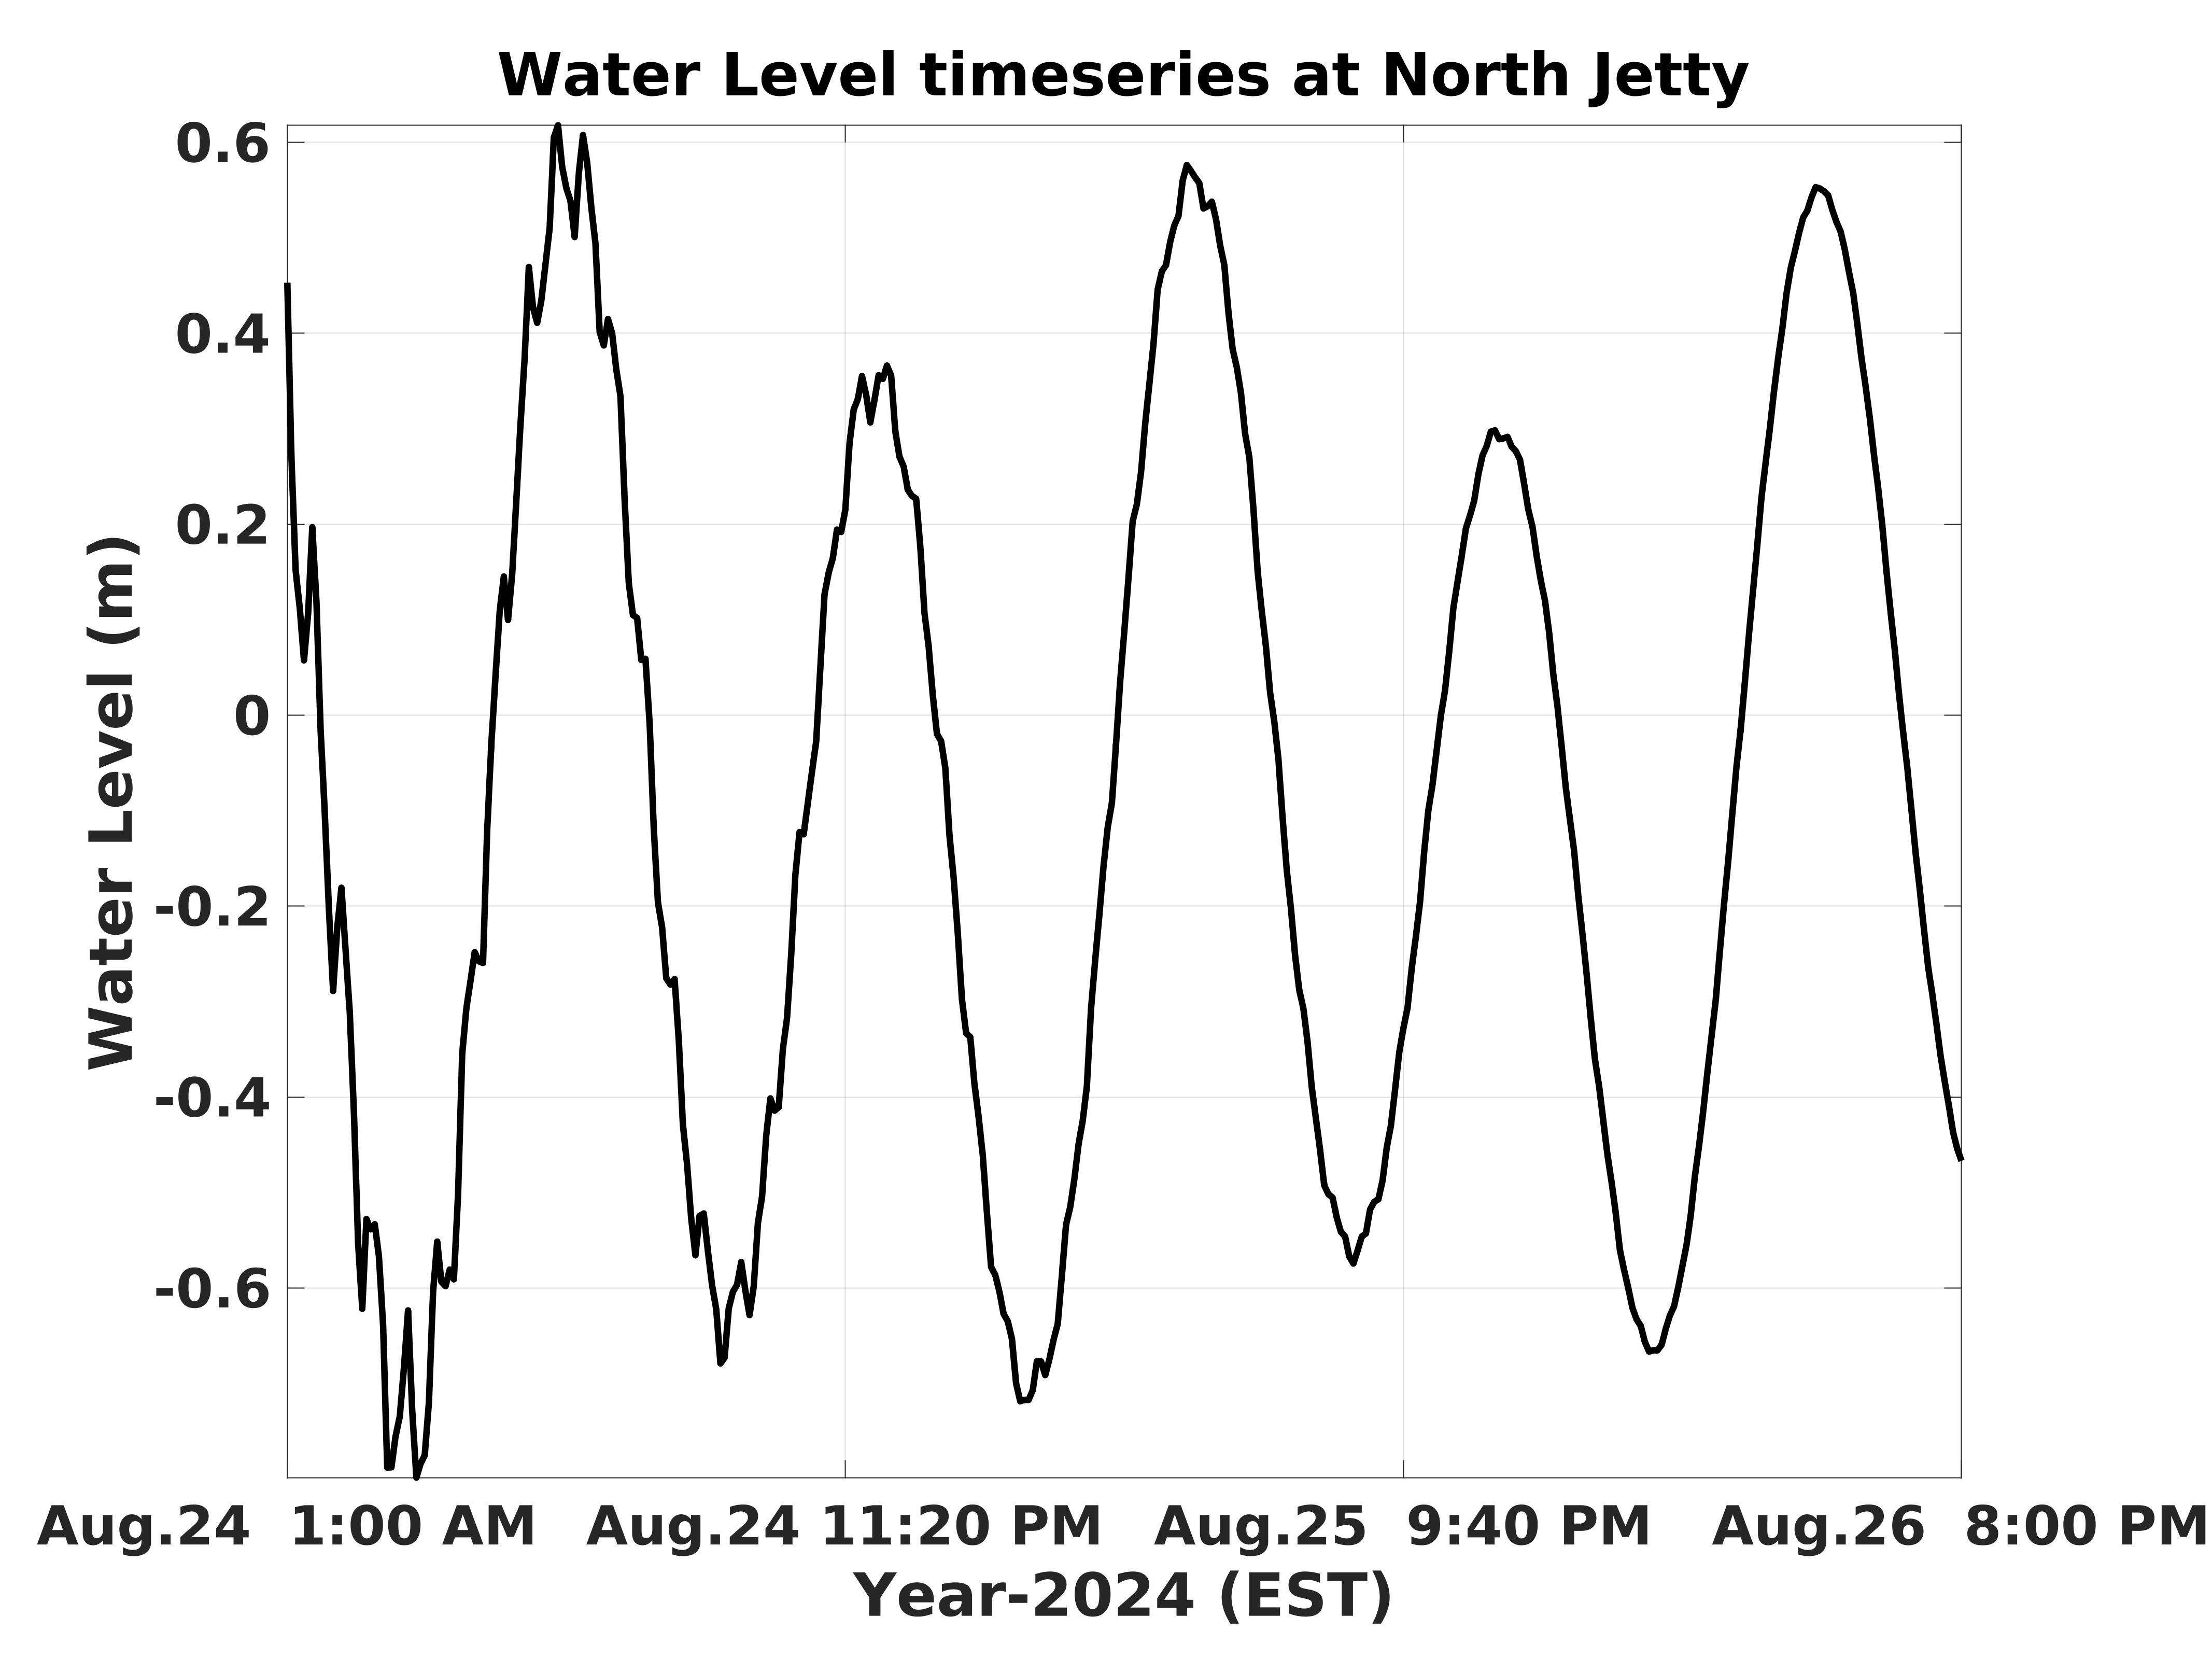 Water Level timeseries at North Jetty
0.6
0.4
0.2
0
-0.2
-0.4
-0.6
Water Level (m)
Aug.24 1:00 AM Aug.24 11:20 PM Aug.25 9:40 PM Aug.26 8:00 PM
Year-2024 (EST)